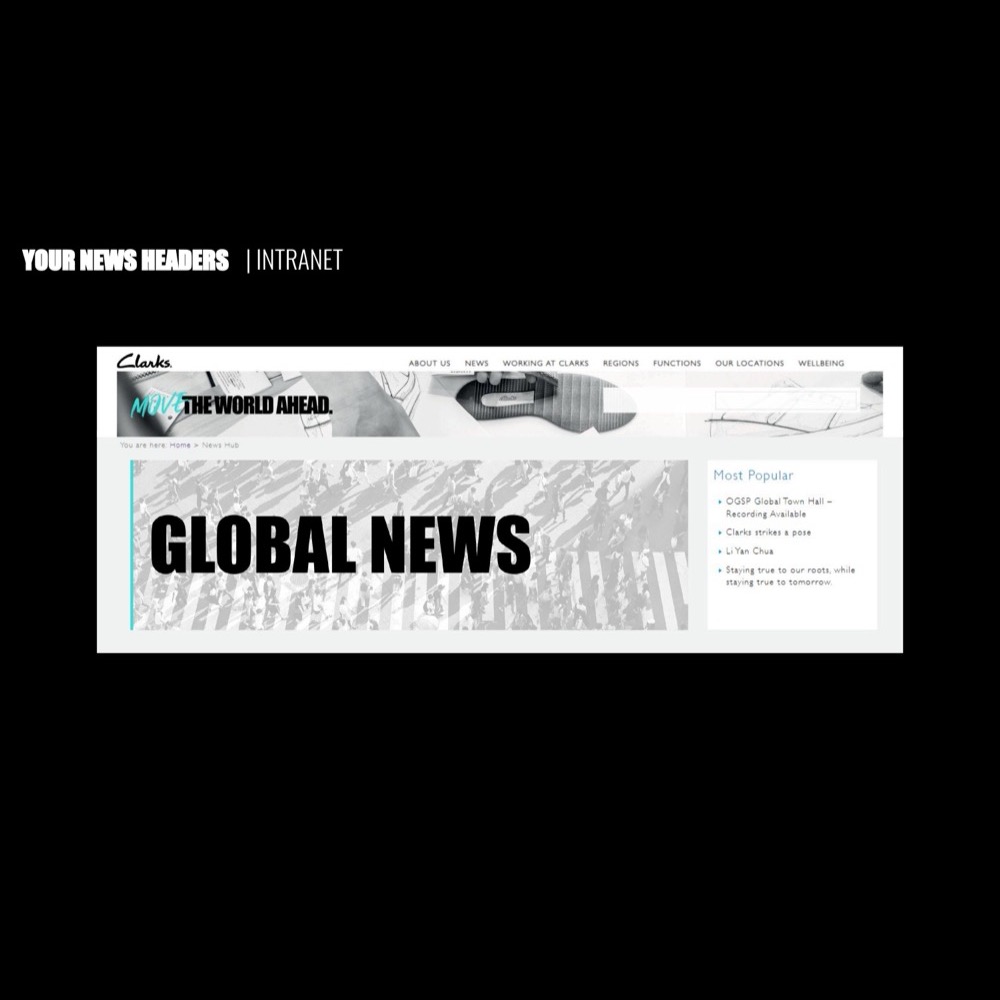 YOUR NEWS HEADERS | INTRANET
Clarks.
ABOUT US NEWS WORKING AT CLARKS REGIONS FUNCTIONS OUR LOCATIONS WELLBEING
MOVE THE WORLD AHEAD.
You are here: Home > News Hub
GLOBAL NEWS
Most Popular
OGSP Global Town Hall –
Recording Available
Clarks strikes a pose
Li Yan Chua
Staying true to our roots, while
staying true to tomorrow.